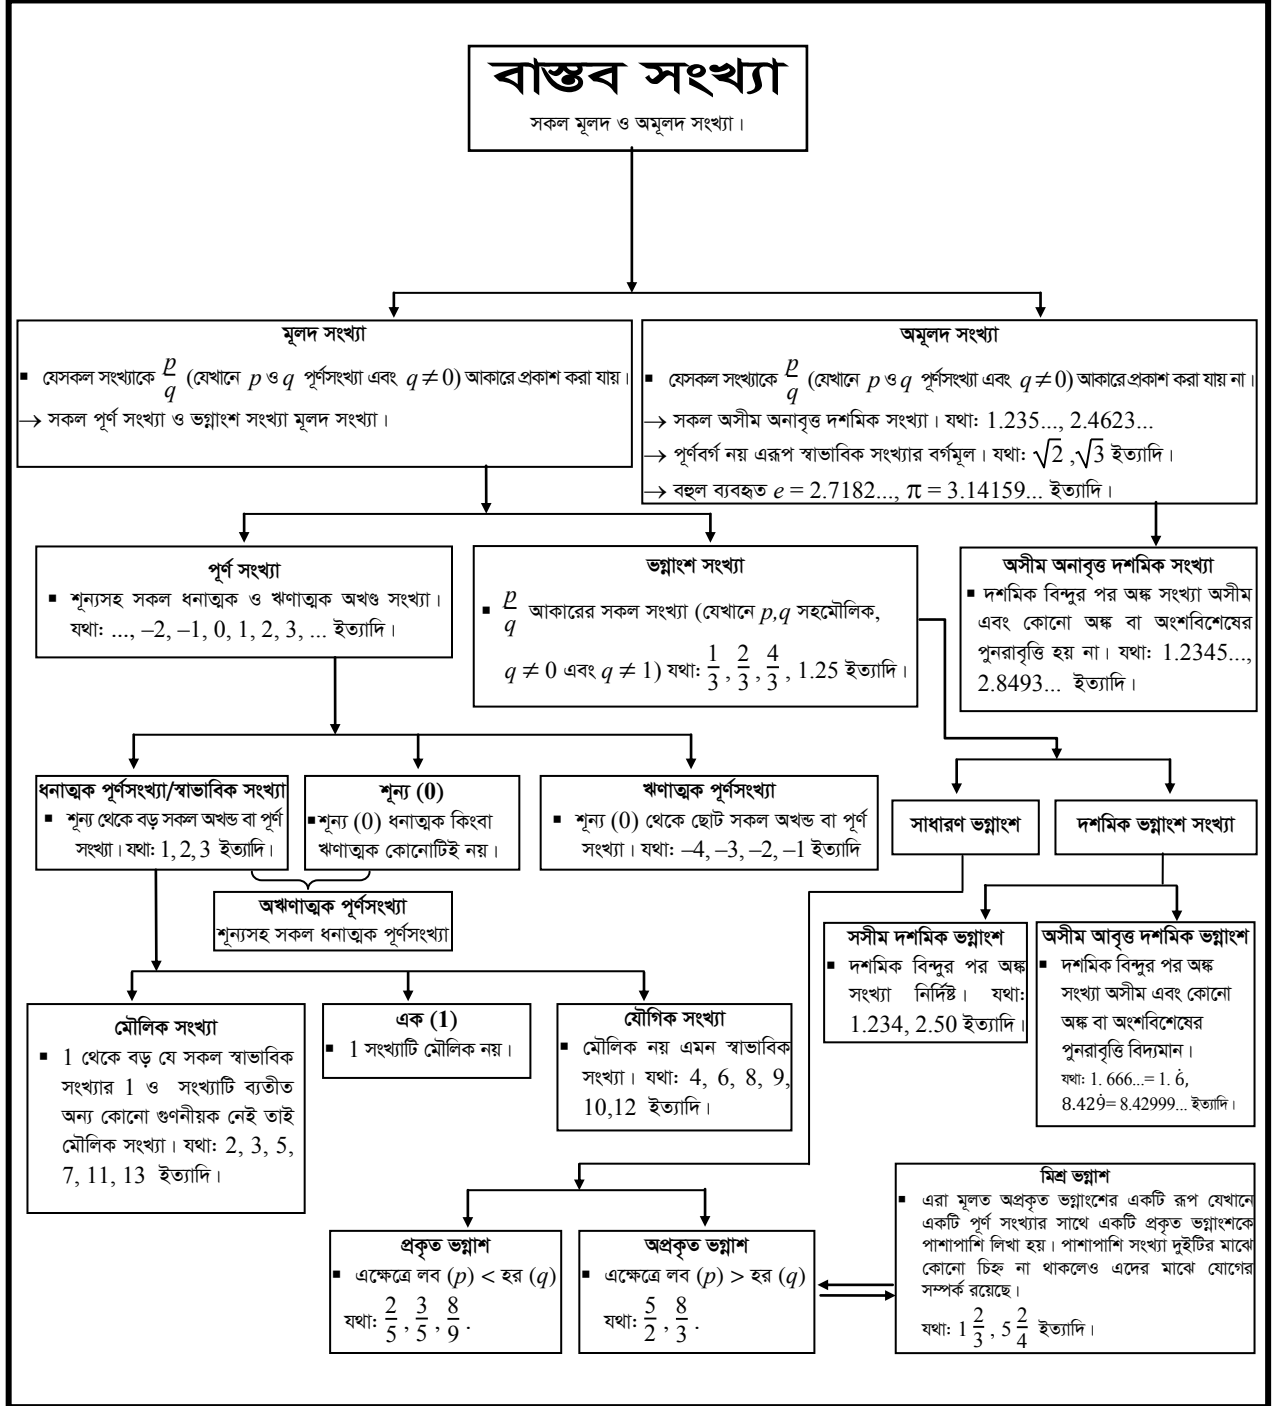 বাস্তব সংখ্যা
সকল মূলদ ও অমূলদ সংখ্যা।
মূলদ সংখ্যা
▪ যেসকল সংখ্যাকে p/q (যেখানে p ও q পূর্ণসংখ্যা এবং q ≠ 0) আকারে প্রকাশ করা যায়।
→ সকল পূর্ণ সংখ্যা ও ভগ্নাংশ সংখ্যা মূলদ সংখ্যা।
অমূলদ সংখ্যা
▪ যেসকল সংখ্যাকে p/q (যেখানে p ও q পূর্ণসংখ্যা এবং q ≠ 0) আকারে প্রকাশ করা যায় না।
→ সকল অসীম অনাবৃত্ত দশমিক সংখ্যা। যথা: 1.235..., 2.4623...
→ পূর্ণবর্গ নয় এরূপ স্বাভাবিক সংখ্যার বর্গমূল। যথা: √2 ,√3 ইত্যাদি।
→ বহুল ব্যবহৃত e = 2.7182..., π = 3.14159... ইত্যাদি।
পূর্ণ সংখ্যা
▪ শূন্যসহ সকল ধনাত্মক ও ঋণাত্মক অখণ্ড সংখ্যা।
যথা: ..., –2, –1, 0, 1, 2, 3, ... ইত্যাদি।
ভগ্নাংশ সংখ্যা
▪ p/q আকারের সকল সংখ্যা (যেখানে p,q সহমৌলিক,
q ≠ 0 এবং q ≠ 1) যথা: 1/3 , 2/3 , 4/3 , 1.25 ইত্যাদি।
অসীম অনাবৃত্ত দশমিক সংখ্যা
▪ দশমিক বিন্দুর পর অঙ্ক সংখ্যা অসীম
এবং কোনো অঙ্ক বা অংশবিশেষের
পুনরাবৃত্তি হয় না। যথা: 1.2345...,
2.8493... ইত্যাদি।
ধনাত্মক পূর্ণসংখ্যা/স্বাভাবিক সংখ্যা
▪ শূন্য থেকে বড় সকল অখন্ড বা পূর্ণ
সংখ্যা। যথা: 1, 2, 3 ইত্যাদি।
শূন্য (0)
▪ শূন্য (0) ধনাত্মক কিংবা
ঋণাত্মক কোনোটিই নয়।
ঋণাত্মক পূর্ণসংখ্যা
▪ শূন্য (0) থেকে ছোট সকল অখন্ড বা পূর্ণ
সংখ্যা। যথা: –4, –3, –2, –1 ইত্যাদি
সাধারণ ভগ্নাংশ
দশমিক ভগ্নাংশ সংখ্যা
অঋণাত্মক পূর্ণসংখ্যা
শূন্যসহ সকল ধনাত্মক পূর্ণসংখ্যা
সসীম দশমিক ভগ্নাংশ
▪ দশমিক বিন্দুর পর অঙ্ক
সংখ্যা নির্দিষ্ট। যথা:
1.234, 2.50 ইত্যাদি।
অসীম আবৃত্ত দশমিক ভগ্নাংশ
▪ দশমিক বিন্দুর পর অঙ্ক
সংখ্যা অসীম এবং কোনো
অঙ্ক বা অংশবিশেষের
পুনরাবৃত্তি বিদ্যমান।
যথা: 1. 666...= 1. 6̇,
8.429̇= 8.42999... ইত্যাদি।
মৌলিক সংখ্যা
▪ 1 থেকে বড় যে সকল স্বাভাবিক
সংখ্যার 1 ও সংখ্যাটি ব্যতীত
অন্য কোনো গুণনীয়ক নেই তাই
মৌলিক সংখ্যা। যথা: 2, 3, 5,
7, 11, 13 ইত্যাদি।
এক (1)
▪ 1 সংখ্যাটি মৌলিক নয়।
যৌগিক সংখ্যা
▪ মৌলিক নয় এমন স্বাভাবিক
সংখ্যা। যথা: 4, 6, 8, 9,
10,12 ইত্যাদি।
প্রকৃত ভগ্নাশ
▪ এক্ষেত্রে লব (p) < হর (q)
যথা: 2/5 , 3/5 , 8/9 .
অপ্রকৃত ভগ্নাশ
▪ এক্ষেত্রে লব (p) > হর (q)
যথা: 5/2 , 8/3 .
মিশ্র ভগ্নাশ
▪ এরা মূলত অপ্রকৃত ভগ্নাংশের একটি রূপ যেখানে
একটি পূর্ণ সংখ্যার সাথে একটি প্রকৃত ভগ্নাংশকে
পাশাপাশি লিখা হয়। পাশাপাশি সংখ্যা দুইটির মাঝে
কোনো চিহ্ন না থাকলেও এদের মাঝে যোগের
সম্পর্ক রয়েছে।
যথা: 1 2/3 , 5 2/4 ইত্যাদি।